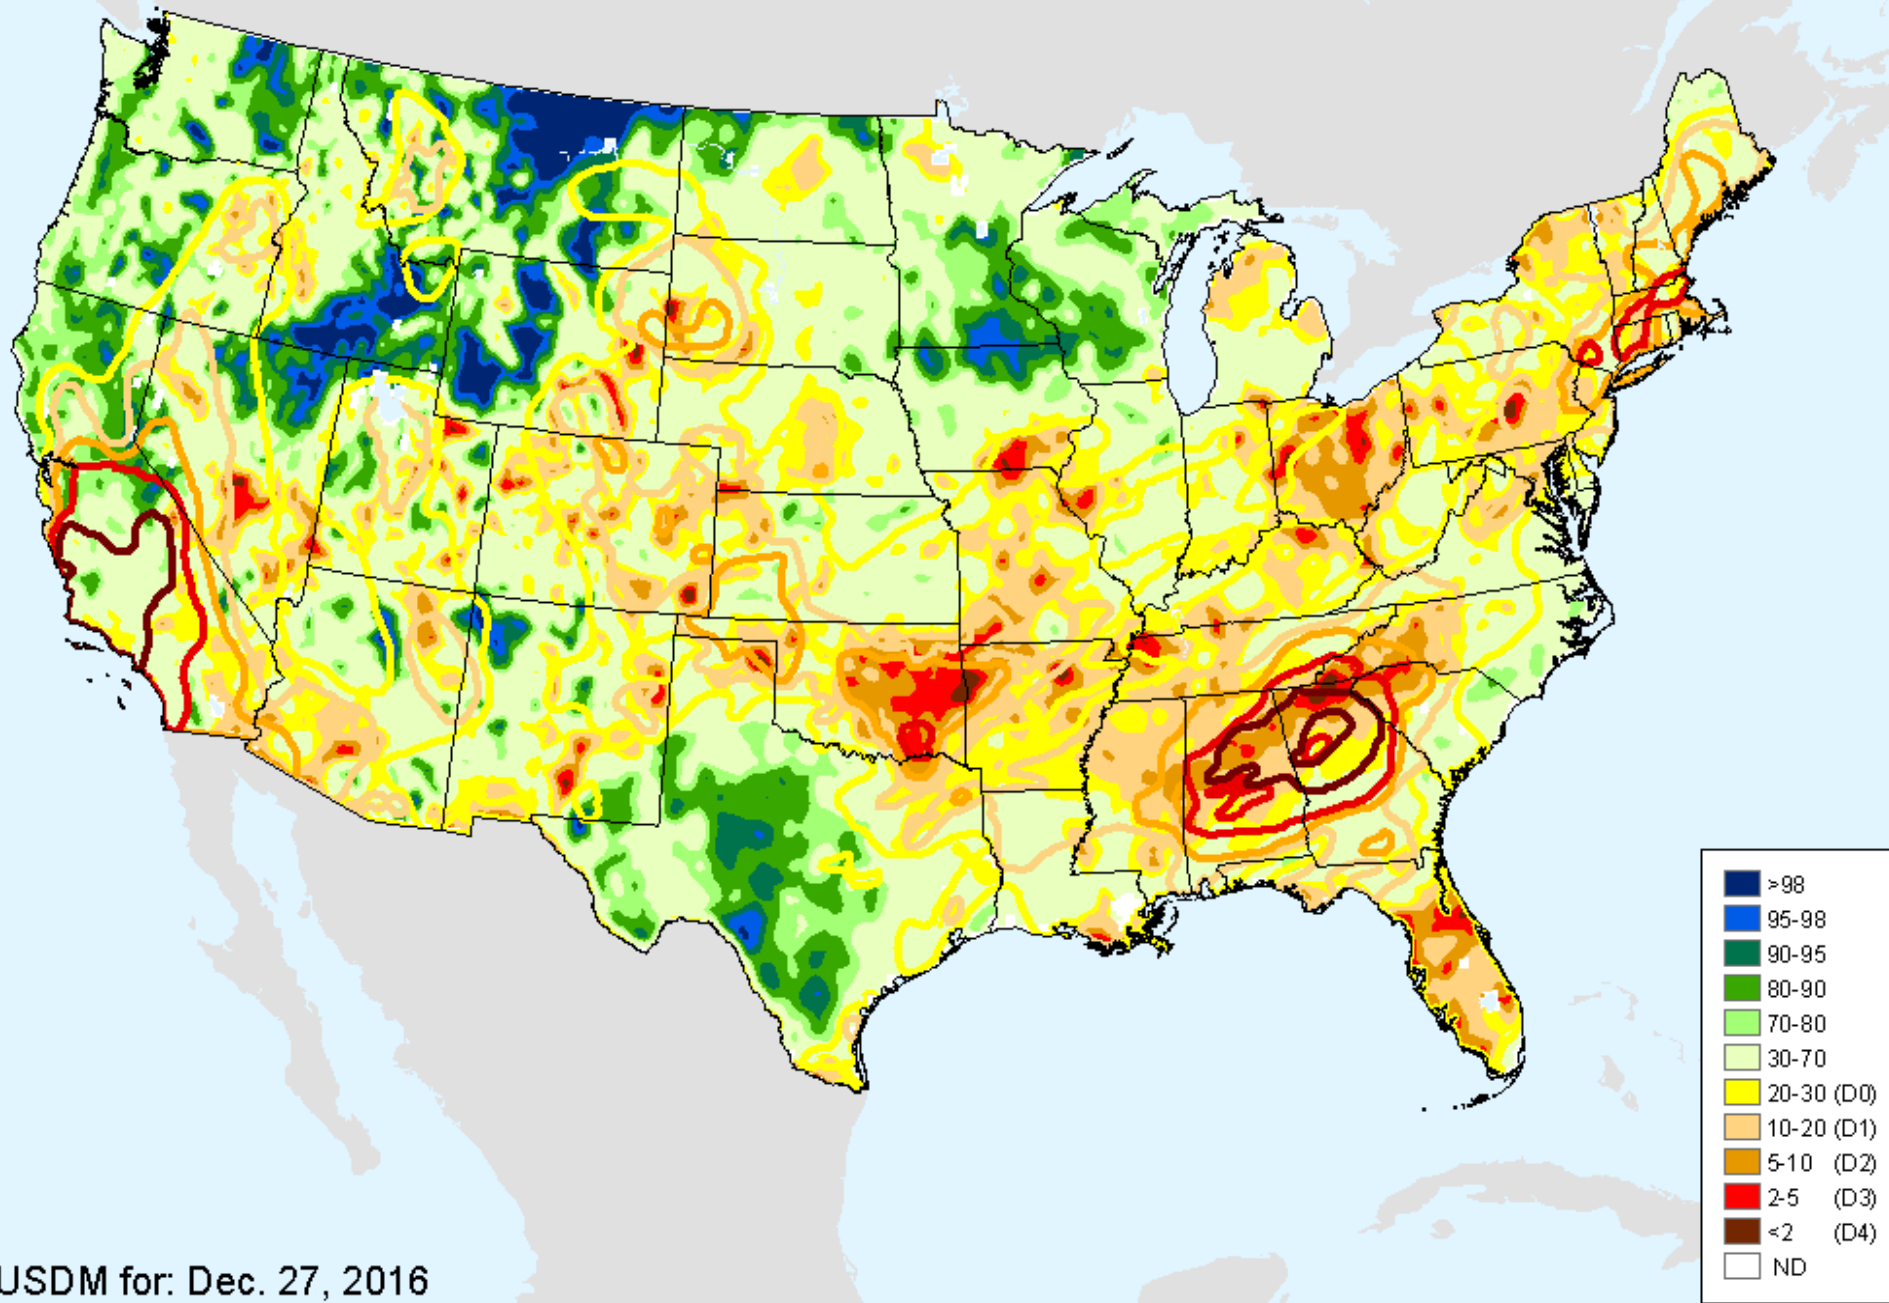 >98
95-98
90-95
80-90
70-80
30-70
20-30 (D0)
10-20 (D1)
5-10 (D2)
2-5 (D3)
<2 (D4)
ND
USDM for: Dec. 27, 2016